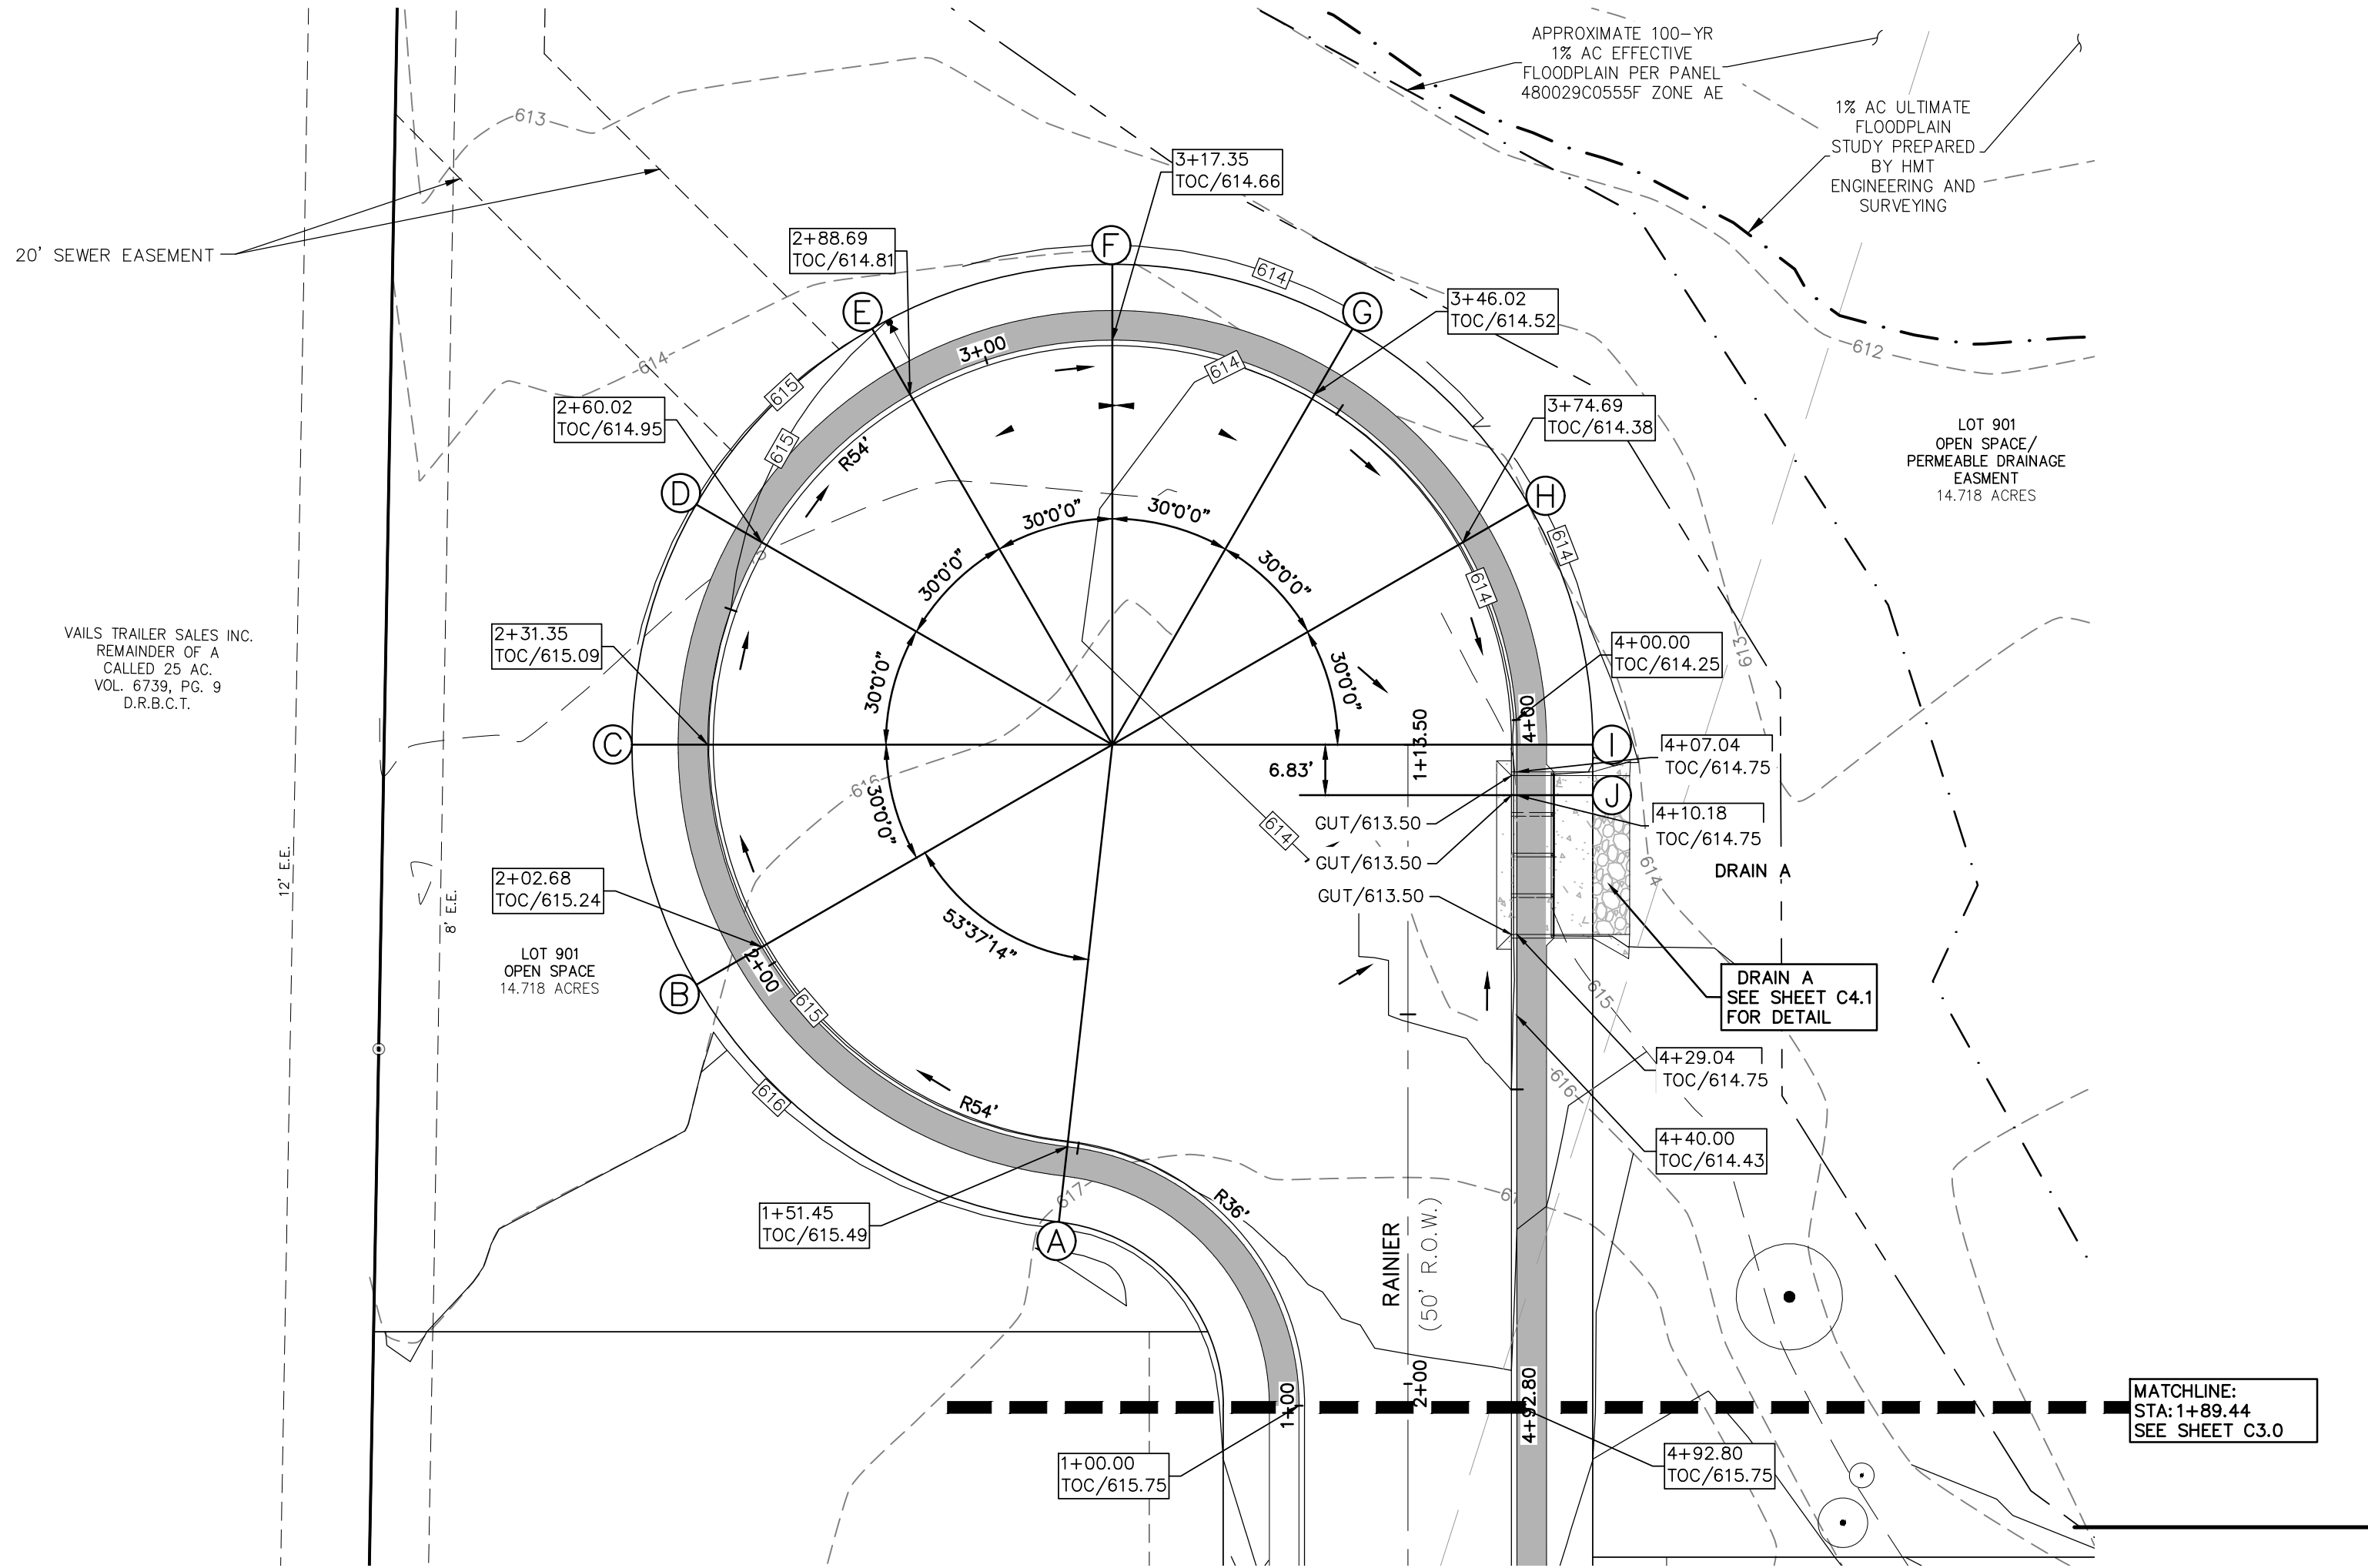 APPROXIMATE 100-YR
1% AC EFFECTIVE
FLOODPLAIN PER PANEL
480029C0555F ZONE AE
1% AC ULTIMATE
FLOODPLAIN
STUDY PREPARED
BY HMT
ENGINEERING AND
SURVEYING
613
20' SEWER EASEMENT
3+17.35
TOC/614.66
2+88.69
TOC/614.81
F
614
E
G
3+46.02
TOC/614.52
612
3+00
614
614
615
2+60.02
TOC/614.95
615
R54'
3+74.69
TOC/614.38
LOT 901
OPEN SPACE/
PERMEABLE DRAINAGE
EASMENT
14.718 ACRES
D
H
30°0'0"
30°0'0"
30°0'0"
30°0'0"
614
614
VAILS TRAILER SALES INC.
REMAINDER OF A
CALLED 25 AC.
VOL. 6739, PG. 9
D.R.B.C.T.
2+31.35
TOC/615.09
30°0'0"
30°0'0"
4+00.00
TOC/614.25
613
4+00
1+13.50
C
I
4+07.04
TOC/614.75
6.83'
616
30°0'0"
J
4+10.18
TOC/614.75
GUT/613.50
614
GUT/613.50
DRAIN A
614
12' E.E.
8' E.E.
2+02.68
TOC/615.24
GUT/613.50
53°37'14"
LOT 901
OPEN SPACE
14.718 ACRES
2+00
B
615
615
DRAIN A
SEE SHEET C4.1
FOR DETAIL
4+29.04
TOC/614.75
616
616
R54'
4+40.00
TOC/614.43
617
R36'
1+51.45
TOC/615.49
A
RAINIER
(50' R.O.W.)
2+00
1+00
4+92.80
MATCHLINE:
STA:1+89.44
SEE SHEET C3.0
1+00.00
TOC/615.75
4+92.80
TOC/615.75